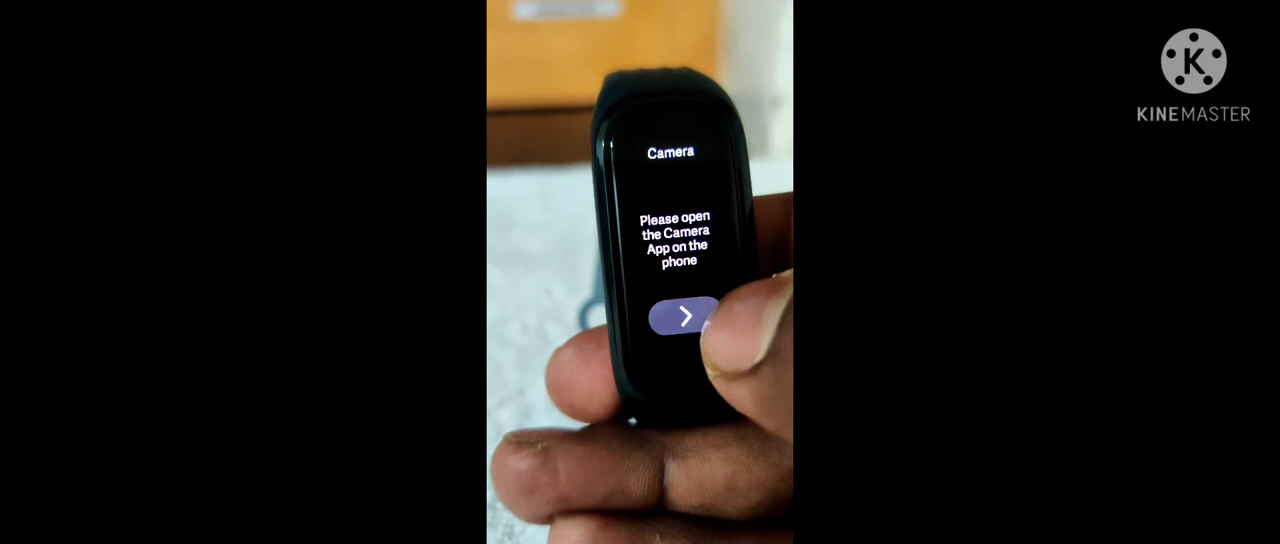 Camera
Please open
the Camera
App on the
phone
K
KINEMASTER